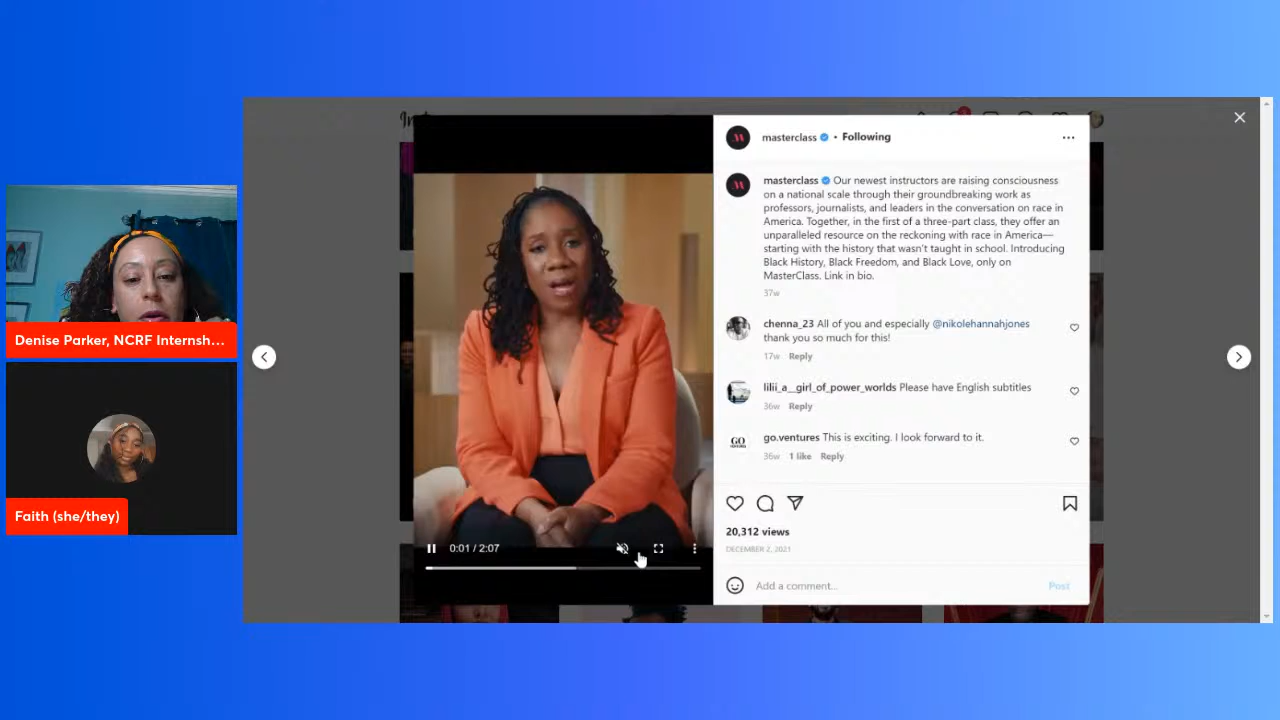 Denise Parker, NCRF Internsh...
Faith (she/they)
masterclass • Following
masterclass Our newest instructors are raising consciousness
on a national scale through their groundbreaking work as
professors, journalists, and leaders in the conversation on race in
America. Together, in the first of a three-part class, they offer an
unparalleled resource on the reckoning with race in America—
starting with the history that wasn't taught in school. Introducing
Black History, Black Freedom, and Black Love, only on
MasterClass. Link in bio.
37w
chenna_23 All of you and especially @nikolehannahjones
thank you so much for this!
17w Reply
lilii_a__girl_of_power_worlds Please have English subtitles
36w Reply
GO
go.ventures This is exciting. I look forward to it.
36w 1 like Reply
0:01 / 2:07
20,312 views
DECEMBER 2, 2021
Add a comment...
Post